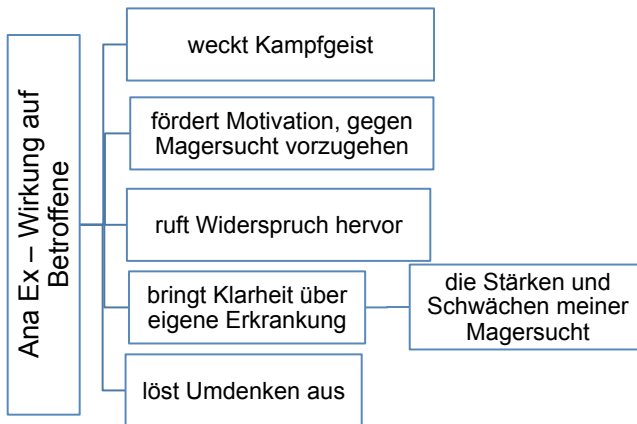 Ana Ex – Wirkung auf
Betroffene
weckt Kampfgeist
fördert Motivation, gegen
Magersucht vorzugehen
ruft Widerspruch hervor
bringt Klarheit über
eigene Erkrankung
die Stärken und
Schwächen meiner
Magersucht
löst Umdenken aus